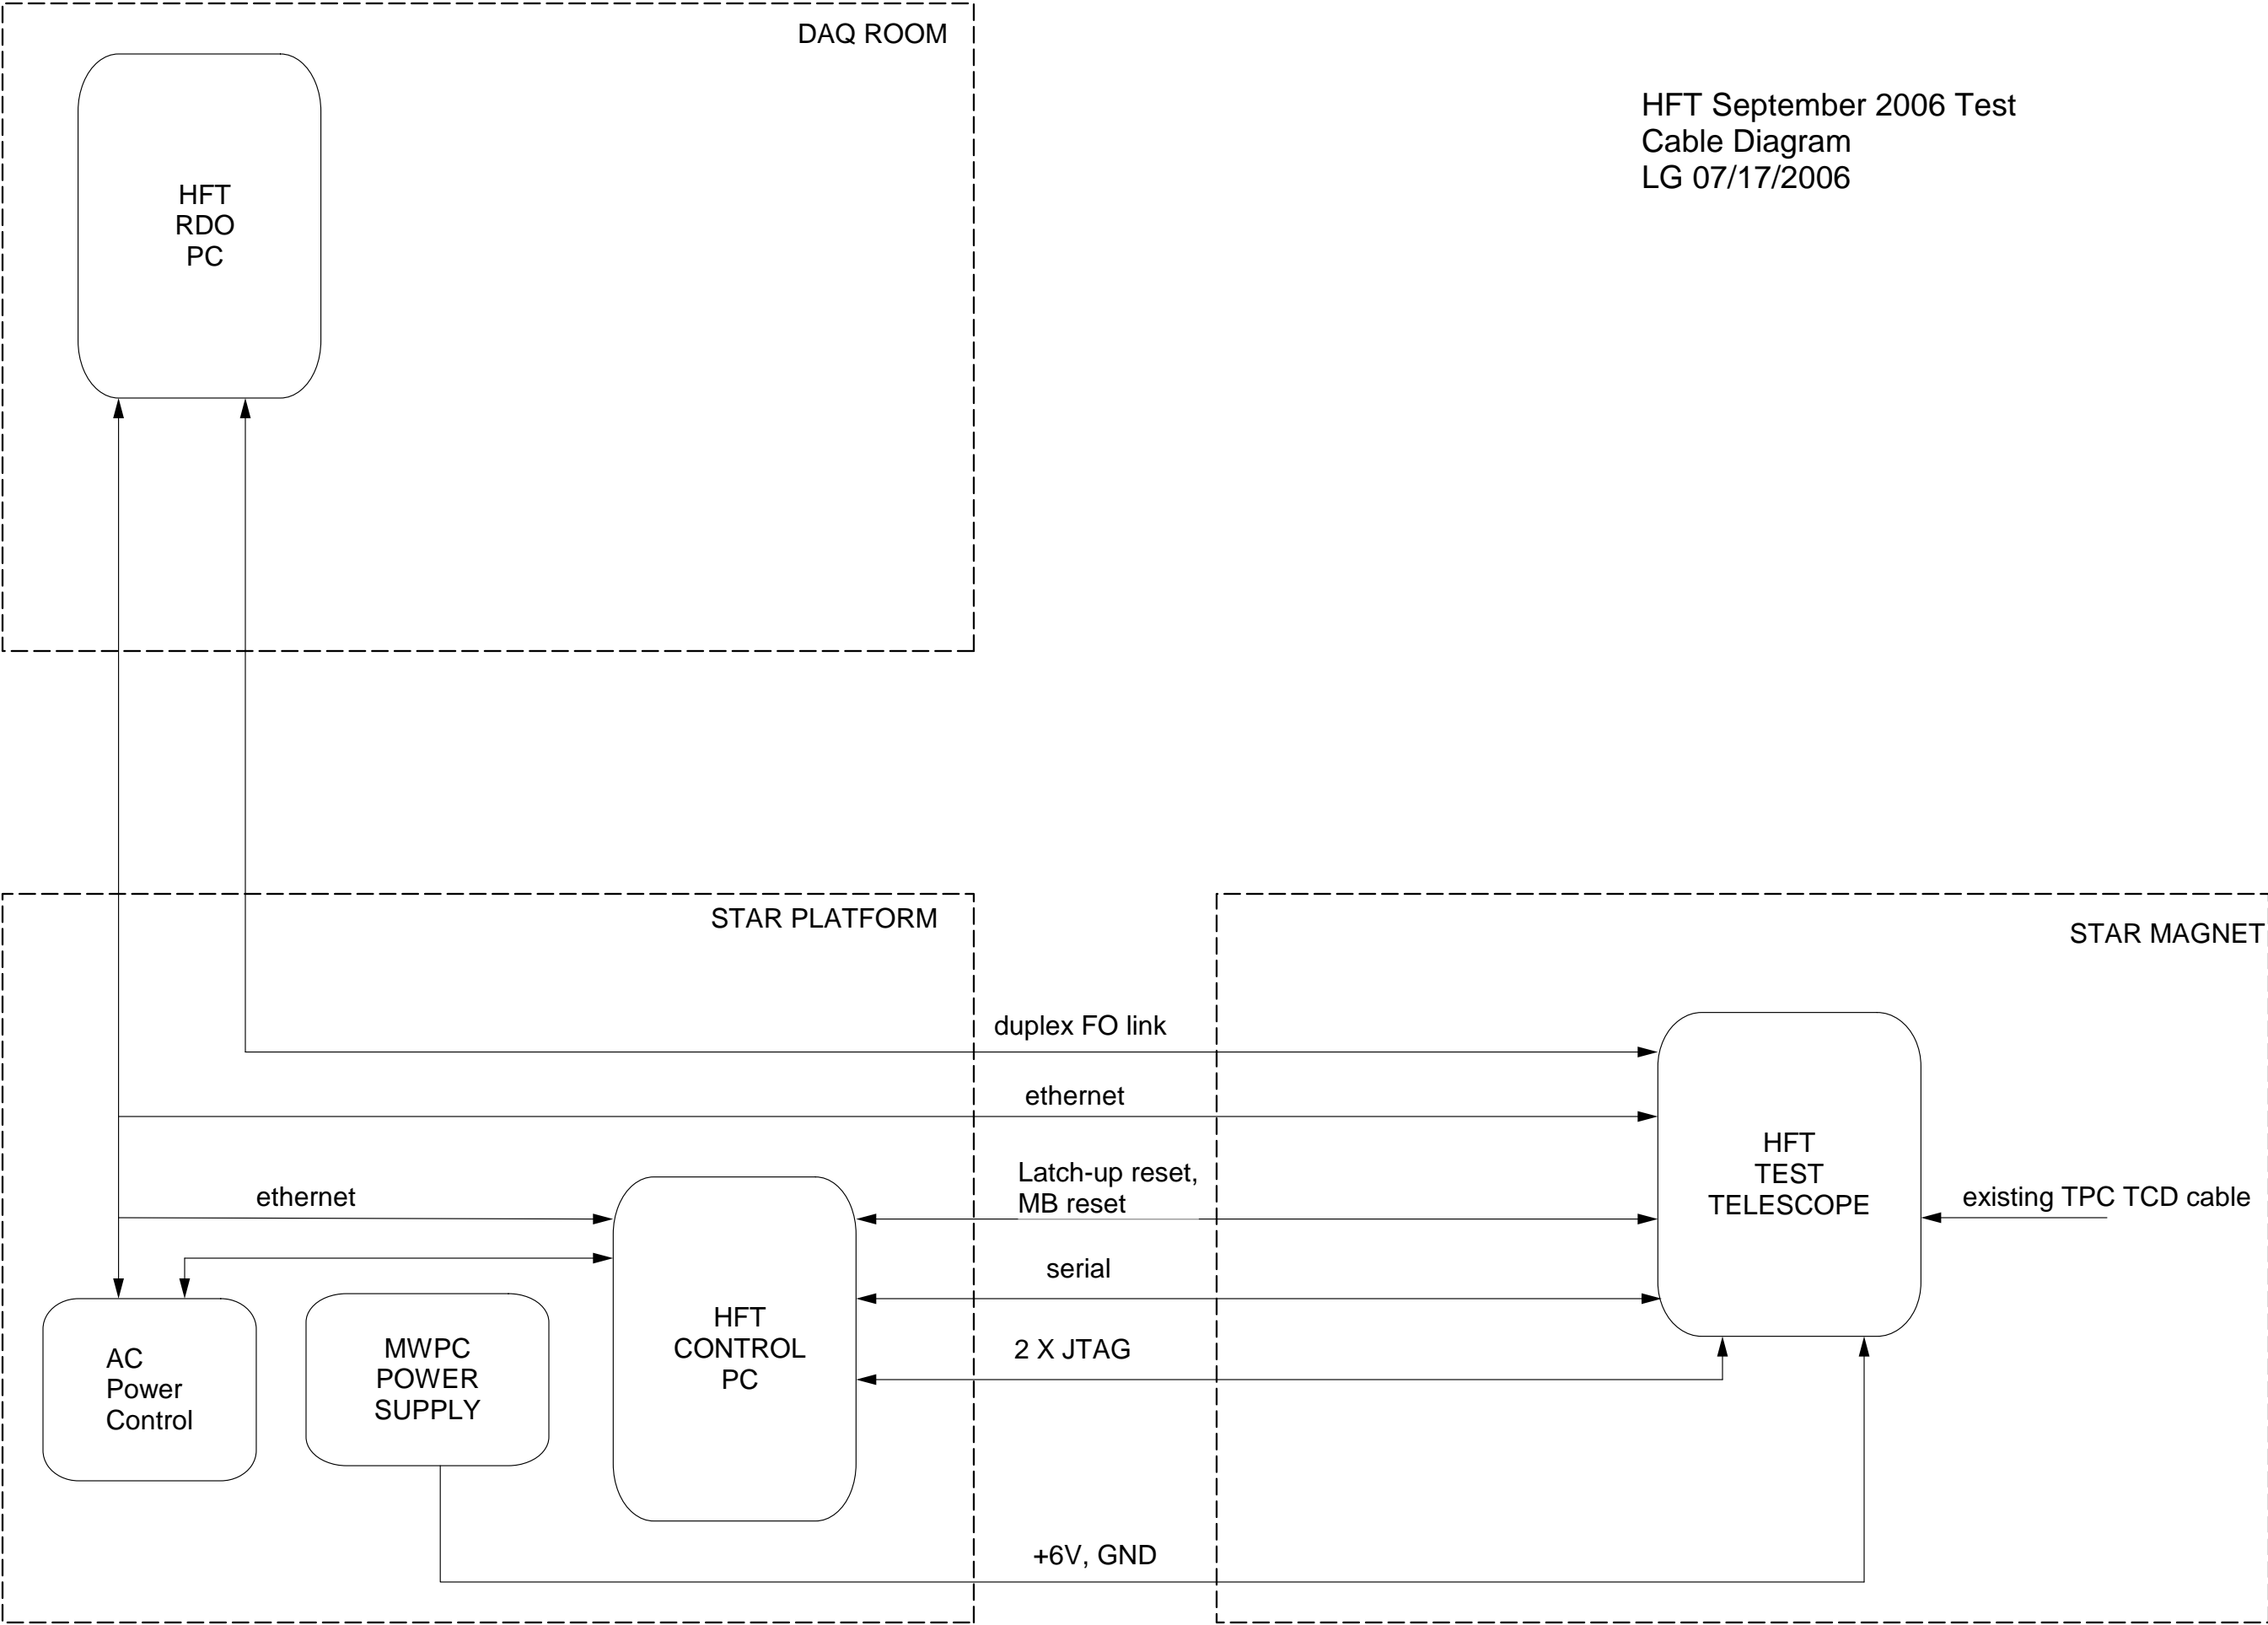 DAQ ROOM
HFT
RDO
PC
HFT September 2006 Test
Cable Diagram
LG 07/17/2006
STAR PLATFORM
STAR MAGNET
duplex FO link
ethernet
Latch-up reset,
MB reset
ethernet
HFT
TEST
TELESCOPE
existing TPC TCD cable
serial
AC
Power
Control
MWPC
POWER
SUPPLY
HFT
CONTROL
PC
2 X JTAG
+6V, GND